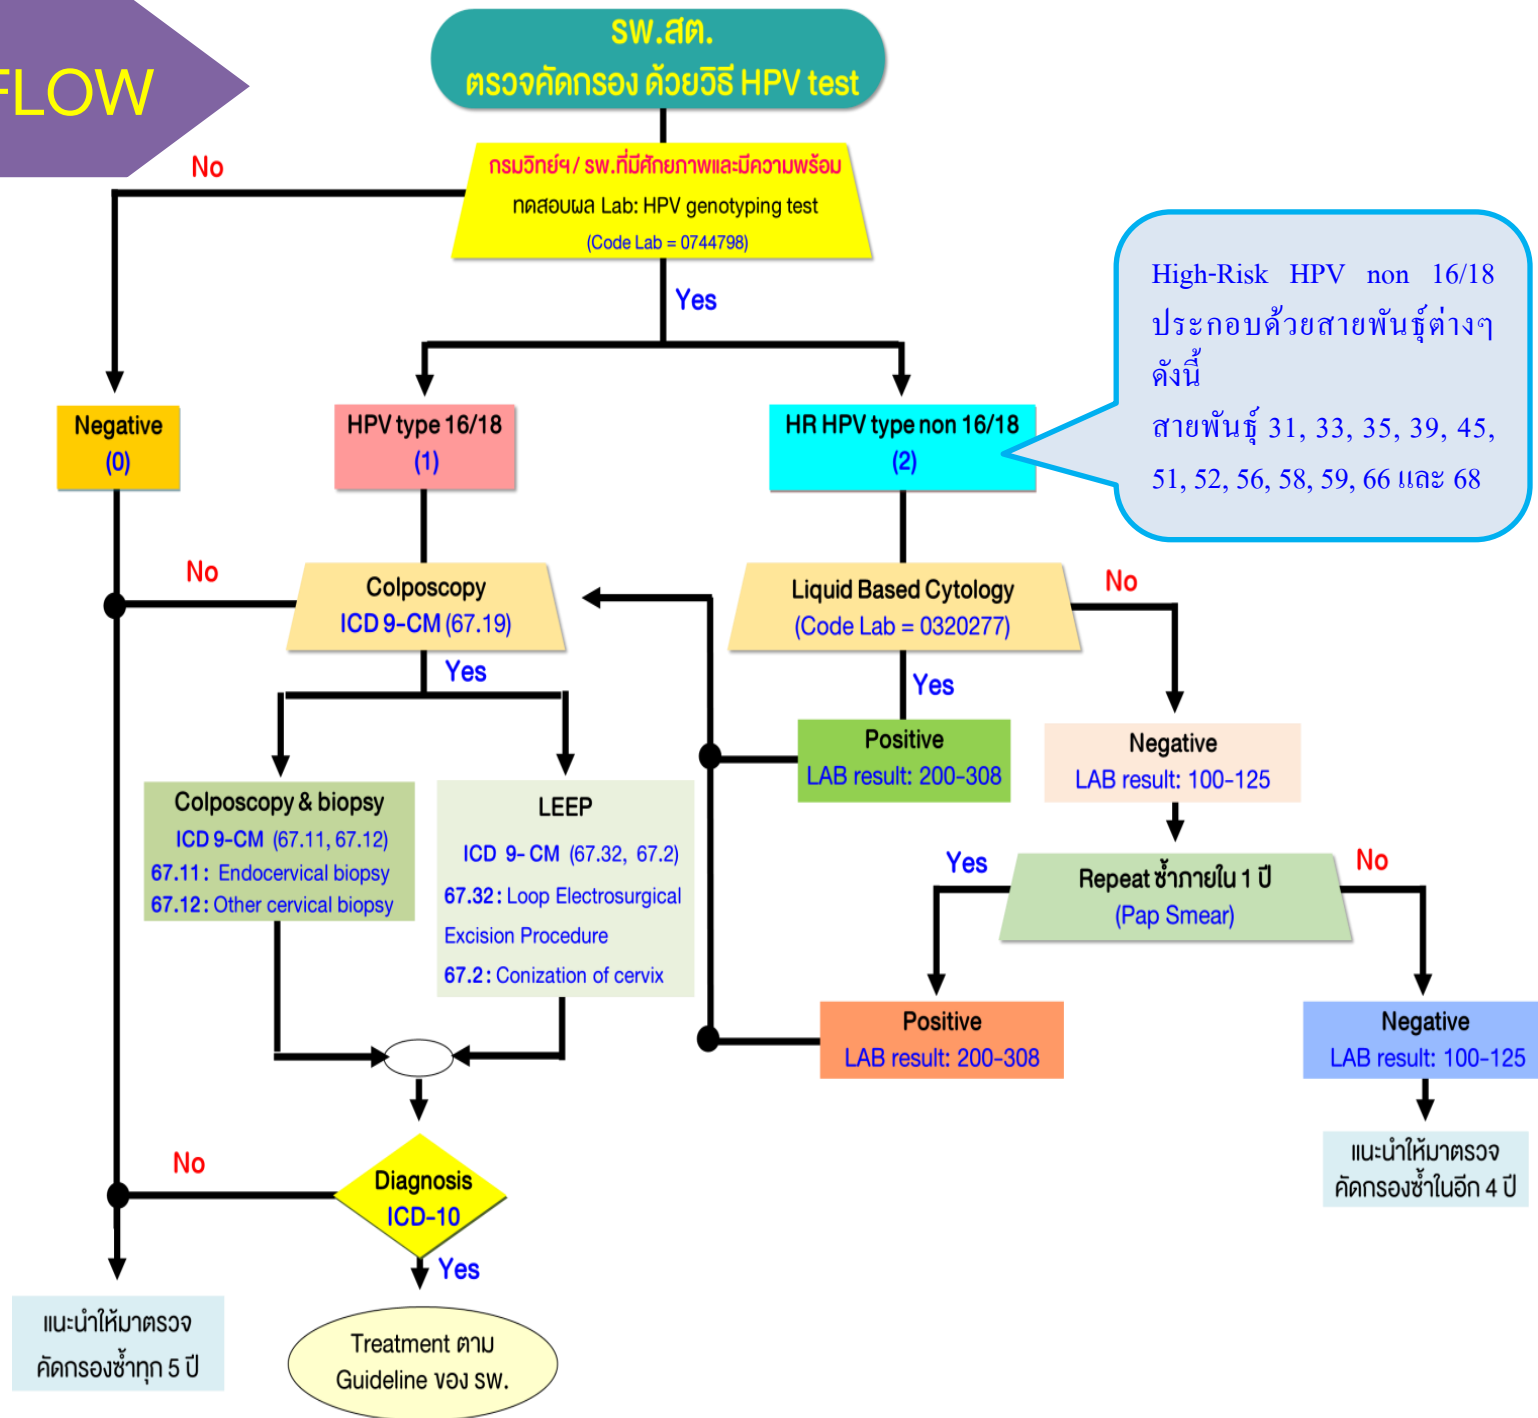 FLOW
รพ.สต.
ตรวจคัดกรอง ด้วยวิธี HPV test
No
กรมวิทย์ฯ / รพ.ที่มีศักยภาพและมีความพร้อม
ทดสอบผล Lab: HPV genotyping test
(Code Lab = 0744798)
Yes
High-Risk HPV non 16/18
ประกอบด้วยสายพันธุ์ต่างๆ
ดังนี้
สายพันธุ์ 31, 33, 35, 39, 45,
51, 52, 56, 58, 59, 66 และ 68
Negative
(0)
HPV type 16/18
(1)
HR HPV type non 16/18
(2)
No
Colposcopy
ICD 9-CM (67.19)
Yes
Liquid Based Cytology
(Code Lab = 0320277)
No
Yes
Positive
LAB result: 200-308
Negative
LAB result: 100-125
Colposcopy & biopsy
ICD 9-CM (67.11, 67.12)
67.11: Endocervical biopsy
67.12: Other cervical biopsy
LEEP
ICD 9-CM (67.32, 67.2)
67.32: Loop Electrosurgical
Excision Procedure
67.2: Conization of cervix
Yes
Repeat ซ้ำภายใน 1 ปี
(Pap Smear)
No
Positive
LAB result: 200-308
Negative
LAB result: 100-125
แนะนำให้มาตรวจ
คัดกรองซ้ำในอีก 4 ปี
No
Diagnosis
ICD-10
Yes
แนะนำให้มาตรวจ
คัดกรองซ้ำทุก 5 ปี
Treatment ตาม
Guideline ของ รพ.